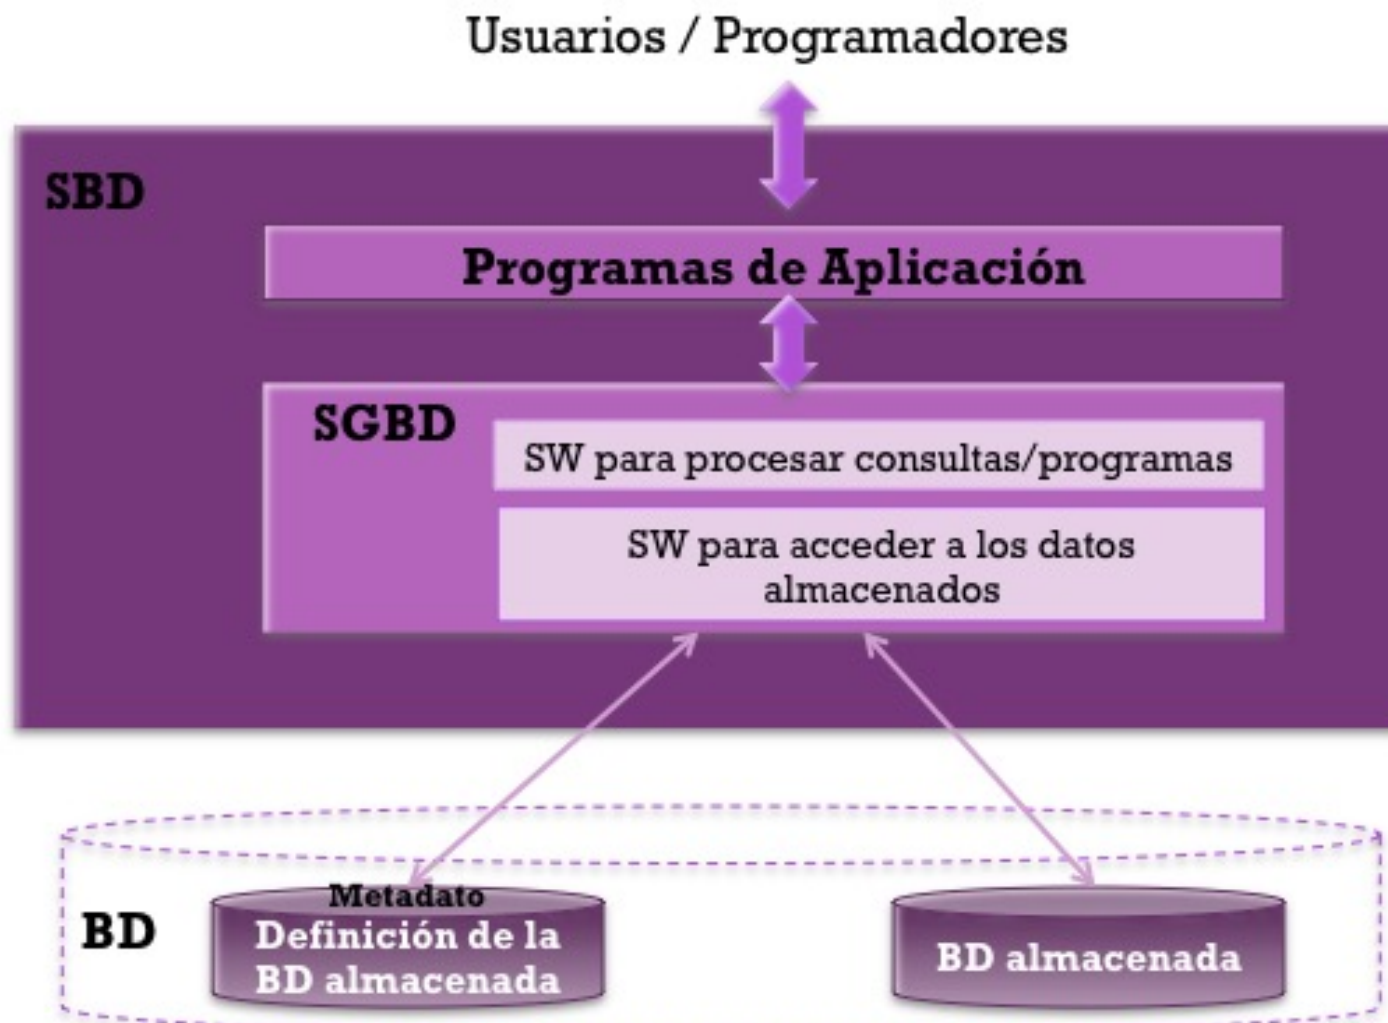 Usuarios / Programadores
SBD
Programas de Aplicación
SGBD
SW para procesar consultas/programas
SW para acceder a los datos
almacenados
BD
Metadato
Definición de la
BD almacenada
BD almacenada